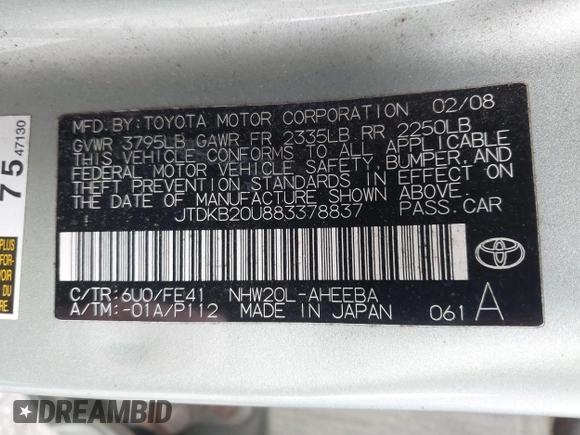 MFD. BY: TOYOTA MOTOR CORPORATION 02/08
GVWR 3795LB GAWR FR 2335LB RR 2250LB
THIS VEHICLE CONFORMS TO ALL APPLICABLE
FEDERAL MOTOR VEHICLE SAFETY, BUMPER, AND
THEFT PREVENTION STANDARDS IN EFFECT ON
THE DATE OF MANUFACTURE SHOWN ABOVE.
JTDKB20U883378837 PASS. CAR
C/TR: 6U0/FE41 NHW20L-AHEEBA
A/TM: -01A/P112 MADE IN JAPAN 061 A
75
47130
PLUS
DREAMBID